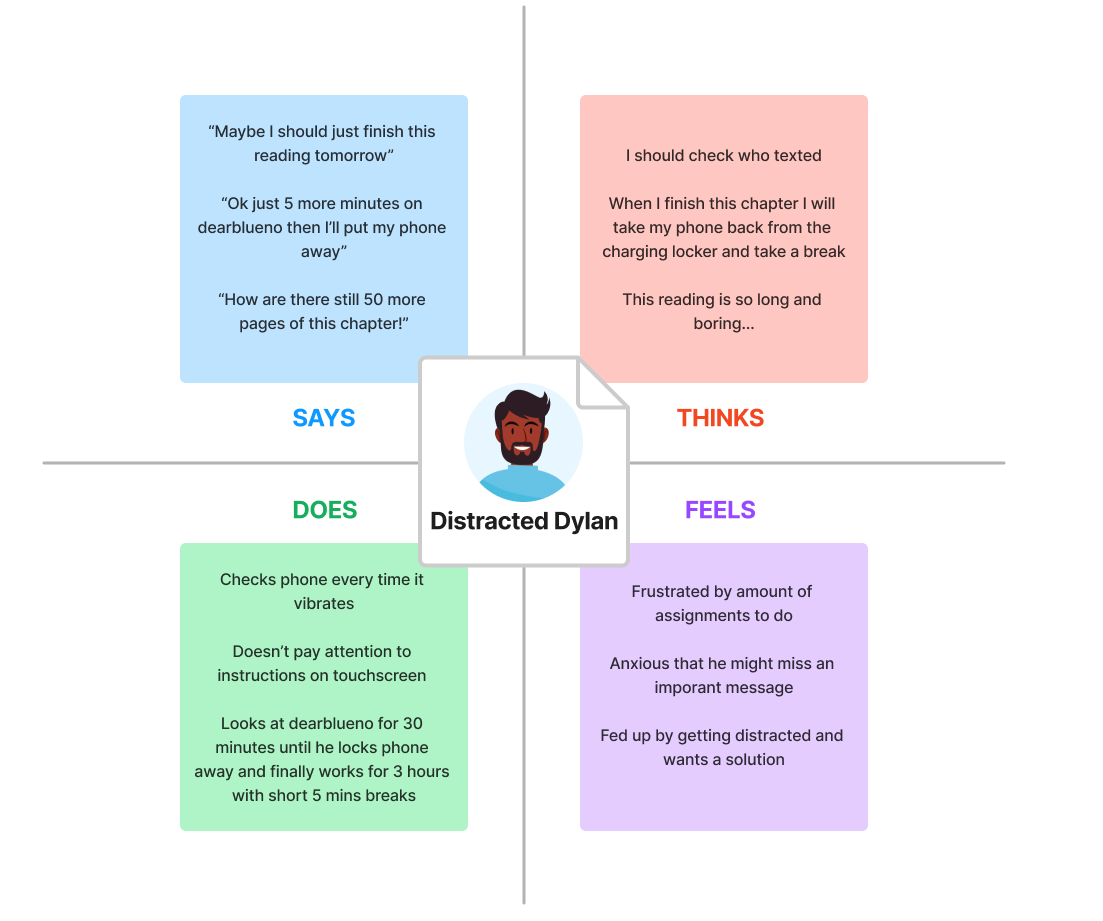 “Maybe I should just finish this
reading tomorrow”
“Ok just 5 more minutes on
dearblueno then I’ll put my phone
away”
“How are there still 50 more
pages of this chapter!”
SAYS
I should check who texted
When I finish this chapter I will
take my phone back from the
charging locker and take a break
This reading is so long and
boring...
THINKS
Distracted Dylan
DOES
Checks phone every time it
vibrates
Doesn’t pay attention to
instructions on touchscreen
Looks at dearblueno for 30
minutes until he locks phone
away and finally works for 3 hours
with short 5 mins breaks
FEELS
Frustrated by amount of
assignments to do
Anxious that he might miss an
imporant message
Fed up by getting distracted and
wants a solution